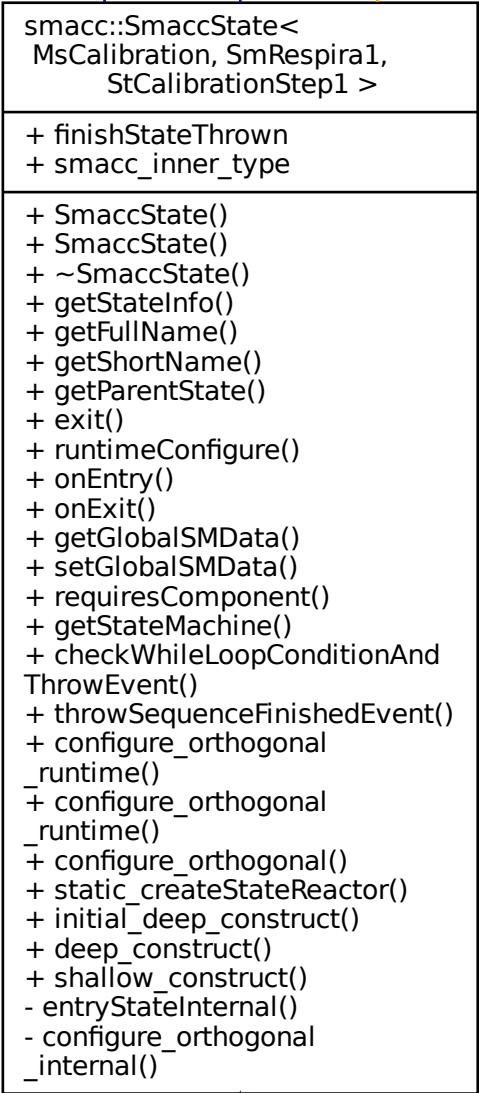 smacc::SmaccState<
MsCalibration, SmRespira1,
StCalibrationStep1 >
+ finishStateThrown
+ smacc_inner_type
+ SmaccState()
+ SmaccState()
+ ~SmaccState()
+ getStateInfo()
+ getFullName()
+ getShortName()
+ getParentState()
+ exit()
+ runtimeConfigure()
+ onEntry()
+ onExit()
+ getGlobalSMData()
+ setGlobalSMData()
+ requiresComponent()
+ getStateMachine()
+ checkWhileLoopConditionAnd
ThrowEvent()
+ throwSequenceFinishedEvent()
+ configure_orthogonal
_runtime()
+ configure_orthogonal
_runtime()
+ configure_orthogonal()
+ static_createStateReactor()
+ initial_deep_construct()
+ deep_construct()
+ shallow_construct()
- entryStateInternal()
- configure_orthogonal
_internal()